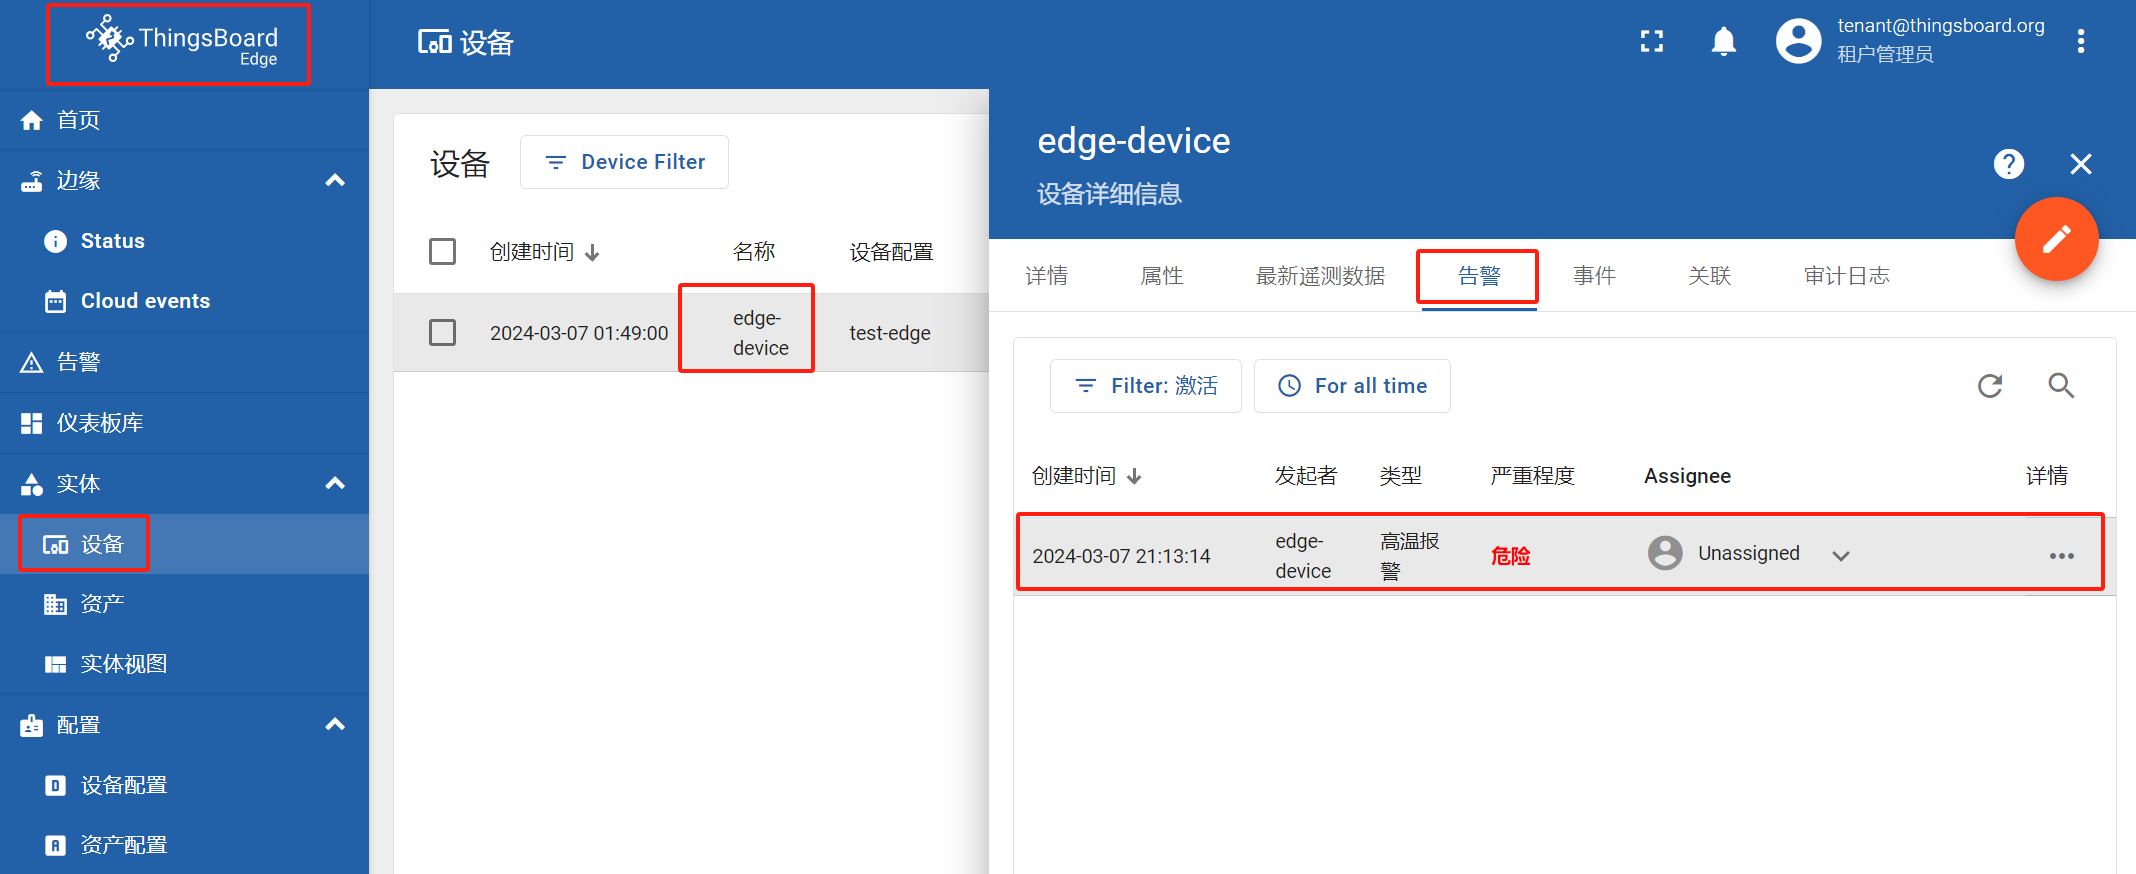 ThingsBoard
Edge
首页
边缘
Status
Cloud events
告警
仪表板库
实体
设备
资产
实体视图
配置
设备配置
资产配置
设备
tenant@thingsboard.org
租户管理员
设备
Device Filter
创建时间 名称 设备配置
2024-03-07 01:49:00 edge-device test-edge
edge-device
设备详细信息
详情 属性 最新遥测数据 告警 事件 关联 审计日志
Filter: 激活 For all time
创建时间 发起者 类型 严重程度 Assignee 详情
2024-03-07 21:13:14 edge-device 高温报警 危险 Unassigned